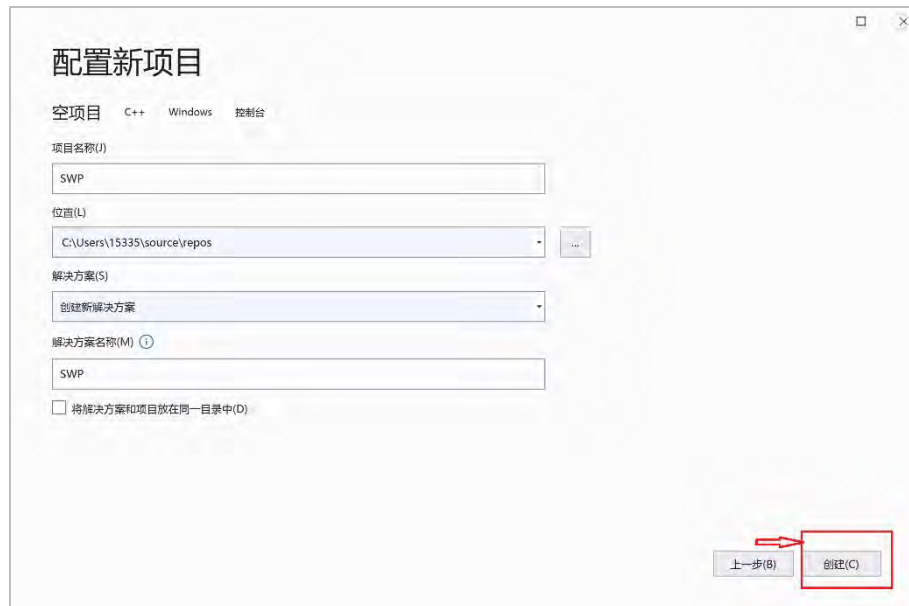 配置新项目
空项目 C++ Windows 控制台
项目名称(J)
SWP
位置(L)
C:\Users\15335\source\repos
...
解决方案(S)
创建新解决方案
解决方案名称(M)
SWP
将解决方案和项目放在同一目录中(D)
上一步(B) 创建(C)